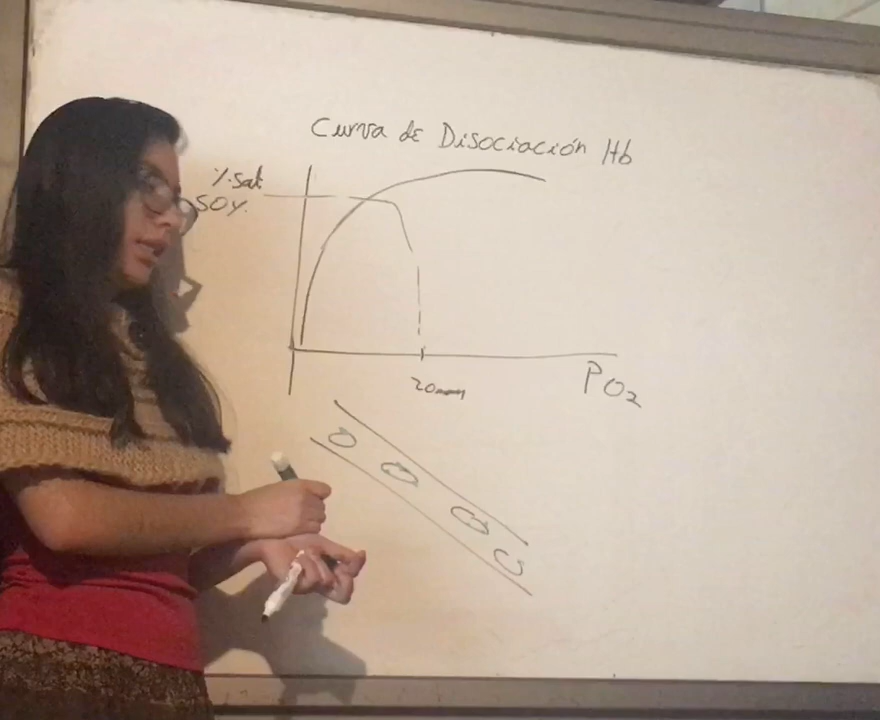 Curva de Disociación Hb
%sat
50%
20mm
PO₂